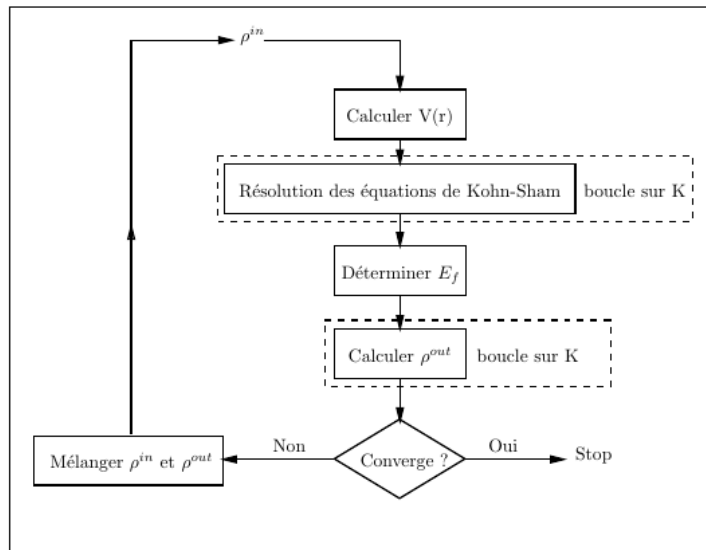 ρ^{in}
Calculer V(r)
Résolution des équations de Kohn-Sham
boucle sur K
Déterminer E_f
Calculer ρ^{out}
boucle sur K
Converge ?
Non
Oui
Stop
Mélanger ρ^{in} et ρ^{out}